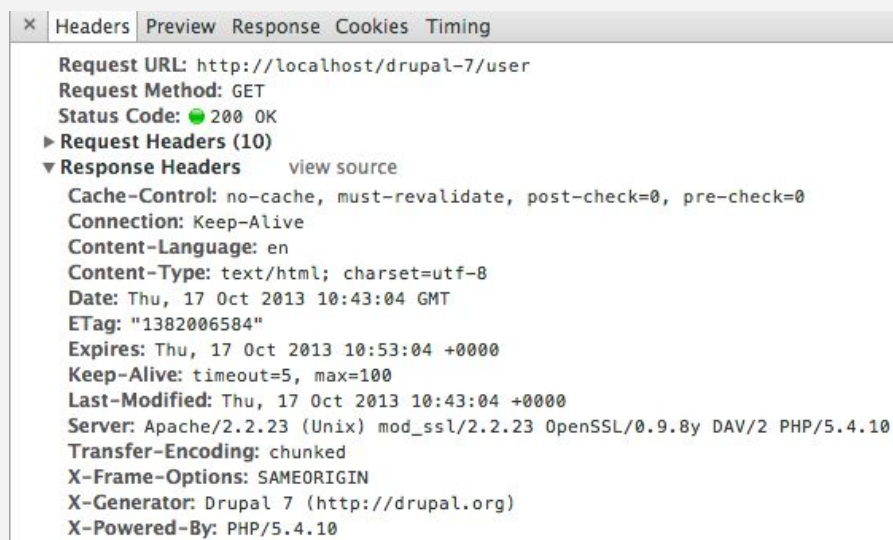 × Headers Preview Response Cookies Timing
Request URL: http://localhost/drupal-7/user
Request Method: GET
Status Code: 200 OK
▶ Request Headers (10)
▼ Response Headers view source
Cache-Control: no-cache, must-revalidate, post-check=0, pre-check=0
Connection: Keep-Alive
Content-Language: en
Content-Type: text/html; charset=utf-8
Date: Thu, 17 Oct 2013 10:43:04 GMT
ETag: "1382006584"
Expires: Thu, 17 Oct 2013 10:53:04 +0000
Keep-Alive: timeout=5, max=100
Last-Modified: Thu, 17 Oct 2013 10:43:04 +0000
Server: Apache/2.2.23 (Unix) mod_ssl/2.2.23 OpenSSL/0.9.8y DAV/2 PHP/5.4.10
Transfer-Encoding: chunked
X-Frame-Options: SAMEORIGIN
X-Generator: Drupal 7 (http://drupal.org)
X-Powered-By: PHP/5.4.10